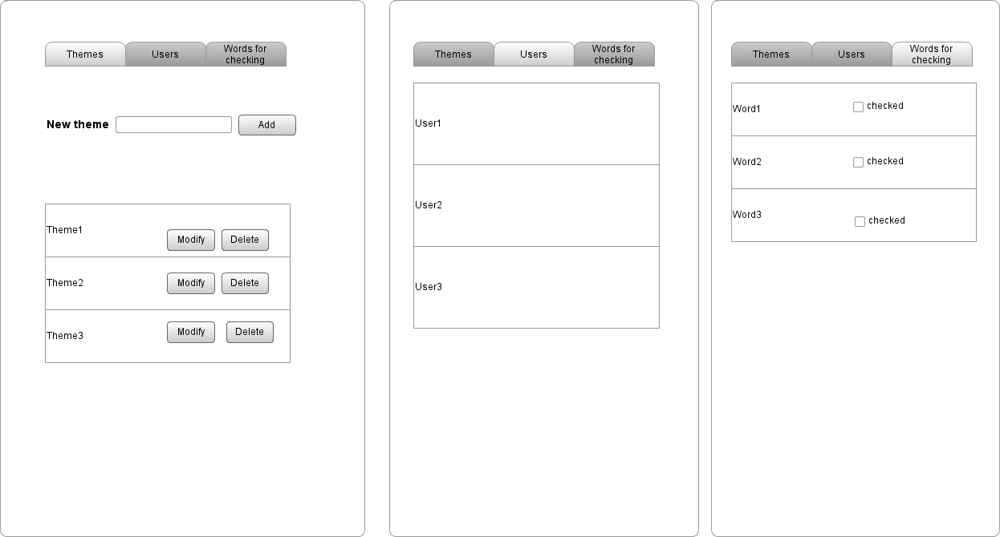 Themes
Users
Words for
checking
New theme
Add
Theme1
Modify
Delete
Theme2
Modify
Delete
Theme3
Modify
Delete
Themes
Users
Words for
checking
User1
User2
User3
Themes
Users
Words for
checking
Word1
checked
Word2
checked
Word3
checked